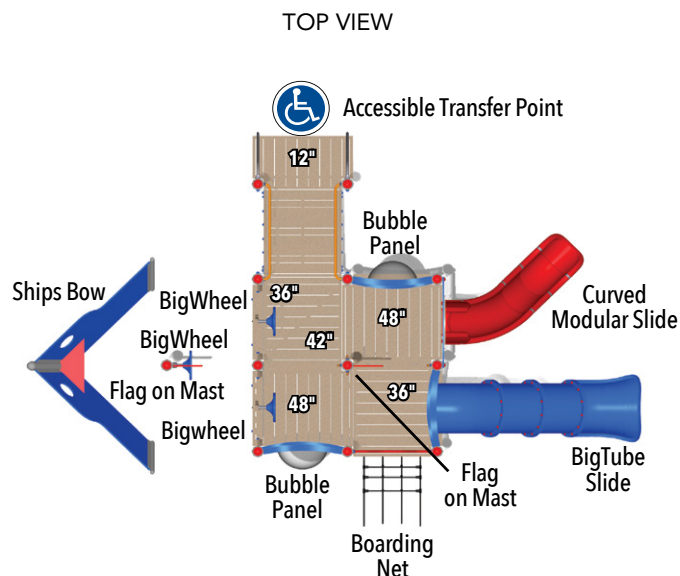 TOP VIEW
Accessible Transfer Point
12"
Bubble
Panel
Ships Bow
BigWheel
36"
48"
Curved
Modular Slide
BigWheel
42"
Flag on Mast
36"
48"
Bigwheel
BigTube
Slide
Bubble
Panel
Flag
on Mast
Boarding
Net